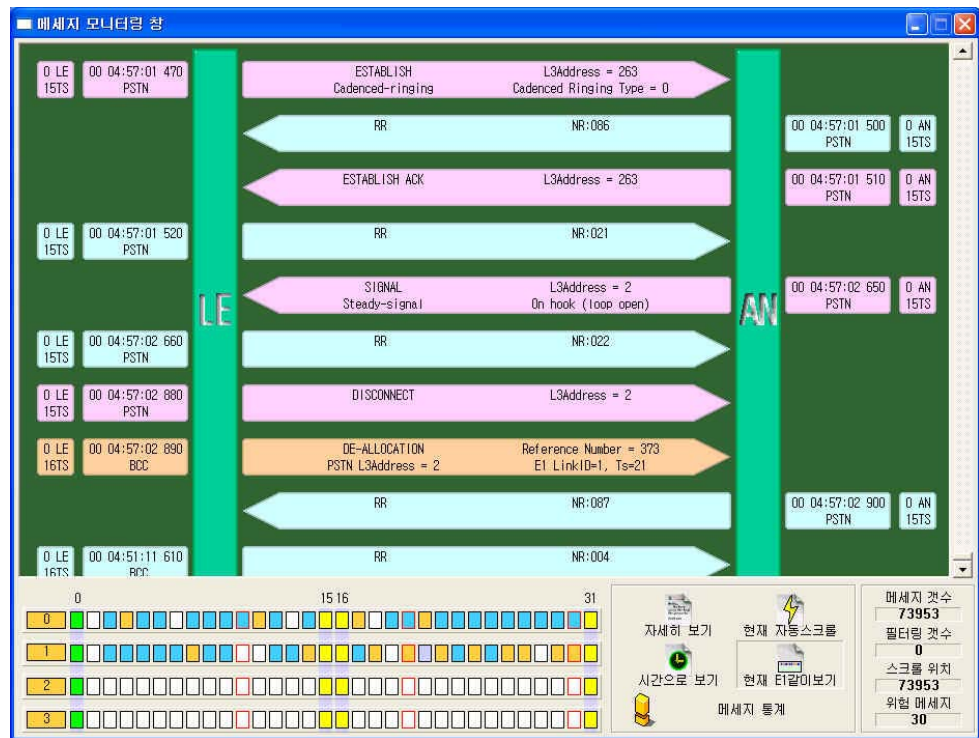 메세지 모니터링 창
0 LE 00 04:57:01 470 ESTABLISH L3Address = 263
15TS PSTN Cadenced-ringing Cadenced Ringing Type = 0
RR NR:086 00 04:57:01 500 0 AN
PSTN 15TS
ESTABLISH ACK L3Address = 263 00 04:57:01 510 0 AN
PSTN 15TS
0 LE 00 04:57:01 520 RR NR:021
15TS PSTN
SIGNAL L3Address = 2 00 04:57:02 650 0 AN
Steady-signal On hook (loop open) PSTN 15TS
LE AN
0 LE 00 04:57:02 660 RR NR:022
15TS PSTN
0 LE 00 04:57:02 880 DISCONNECT L3Address = 2
15TS PSTN
0 LE 00 04:57:02 890 DE-ALLOCATION Reference Number = 373
16TS BCC PSTN L3Address = 2 E1 LinkID=1, Ts=21
RR NR:087 00 04:57:02 900 0 AN
PSTN 15TS
0 LE 00 04:51:11 610 RR NR:004
16TS BCC
0 15 16 31
0
1
2
3
자세히 보기 현재 자동스크롤
시간으로 보기 현재 E1같이보기
메세지 통계
메세지 갯수
73953
필터링 갯수
0
스크롤 위치
73953
위험 메세지
30